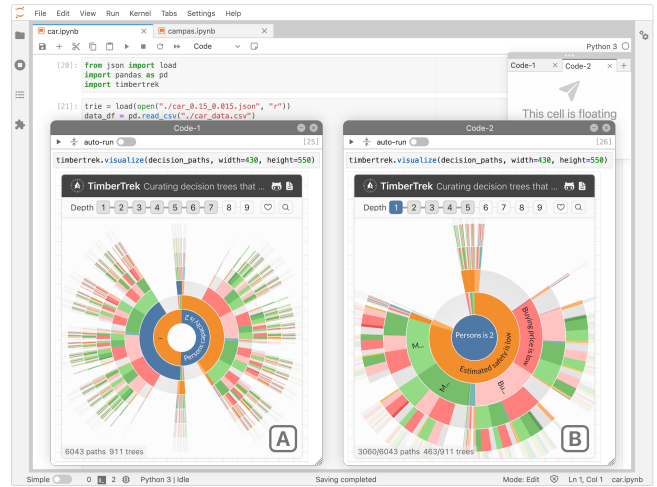 File Edit View Run Kernel Tabs Settings Help
car.ipynb × campas.ipynb ×
Code Python 3
[20]: from json import load
import pandas as pd
import timbertrek
[21]: trie = load(open("./car_0.15_0.015.json", "r"))
data_df = pd.read_csv("./car_data.csv")
Code-1 × Code-2 × +
This cell is floating
Code-1
auto-run [25]
timbertrek.visualize(decision_paths, width=430, height=550)
TimberTrek Curating decision trees that ...
Depth 1 2 3 4 5 6 7 8 9
Persons capacity is 2
6043 paths 911 trees
A
Code-2
auto-run [26]
timbertrek.visualize(decision_paths, width=430, height=550)
TimberTrek Curating decision trees that ...
Depth 1 2 3 4 5 6 7 8 9
Persons is 2
Estimated safety is low
Buying price is low
M...
M...
Bu...
3060/6043 paths 463/911 trees
B
Simple 0 2 Python 3 | Idle Saving completed Mode: Edit Ln 1, Col 1 car.ipynb